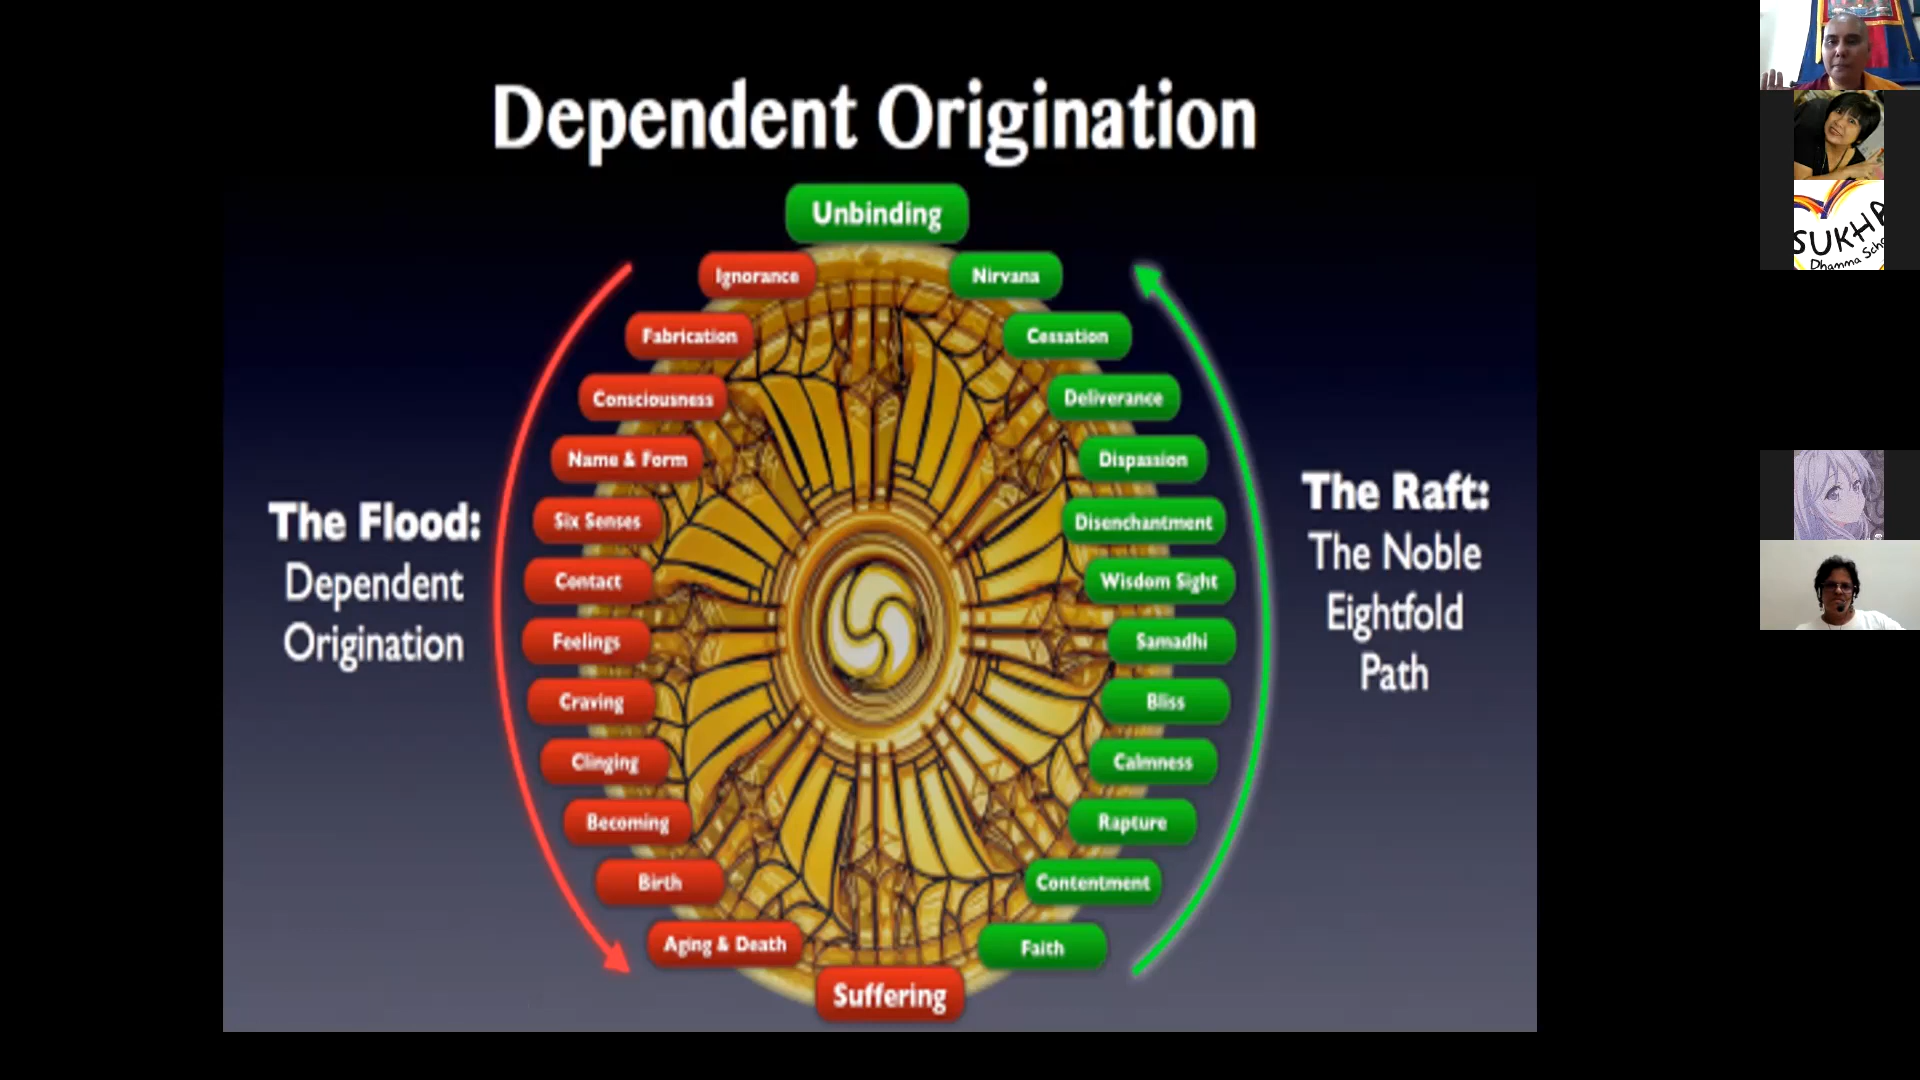 Dependent Origination
Unbinding
Ignorance
Fabrication
Consciousness
Name & Form
Six Senses
Contact
Feelings
Craving
Clinging
Becoming
Birth
Aging & Death
Suffering
Nirvana
Cessation
Deliverance
Dispassion
Disenchantment
Wisdom Sight
Samadhi
Bliss
Calmness
Rapture
Contentment
Faith
The Flood:
Dependent
Origination
The Raft:
The Noble
Eightfold
Path
SUKH
Dhamma